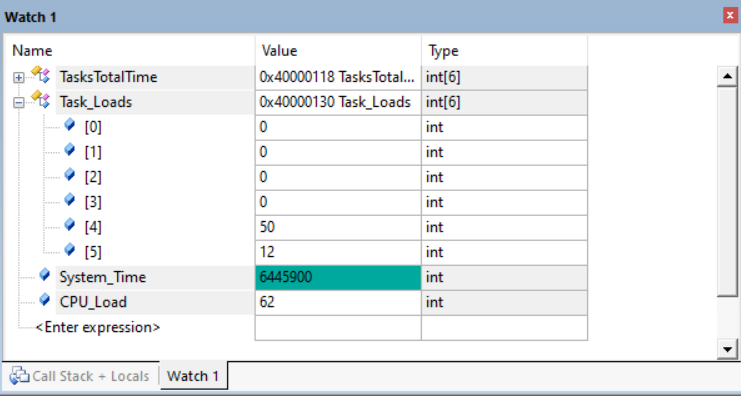 Watch 1
Name Value Type
TasksTotalTime 0x40000118 TasksTotal... int[6]
Task_Loads 0x40000130 Task_Loads int[6]
[0] 0 int
[1] 0 int
[2] 0 int
[3] 0 int
[4] 50 int
[5] 12 int
System_Time 6445900 int
CPU_Load 62 int
<Enter expression>
Call Stack + Locals Watch 1